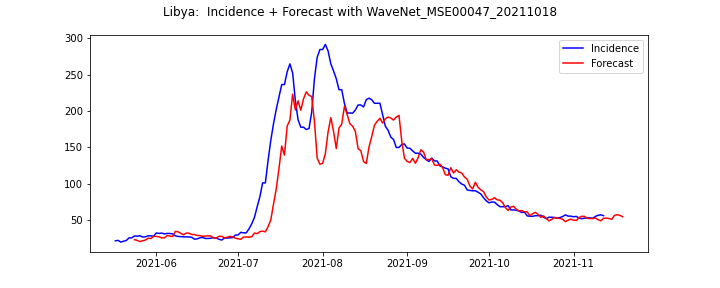 Libya:  Incidence + Forecast with WaveNet_MSE00047_20211018
300
250
200
150
100
50
Incidence
Forecast
2021-06 2021-07 2021-08 2021-09 2021-10 2021-11